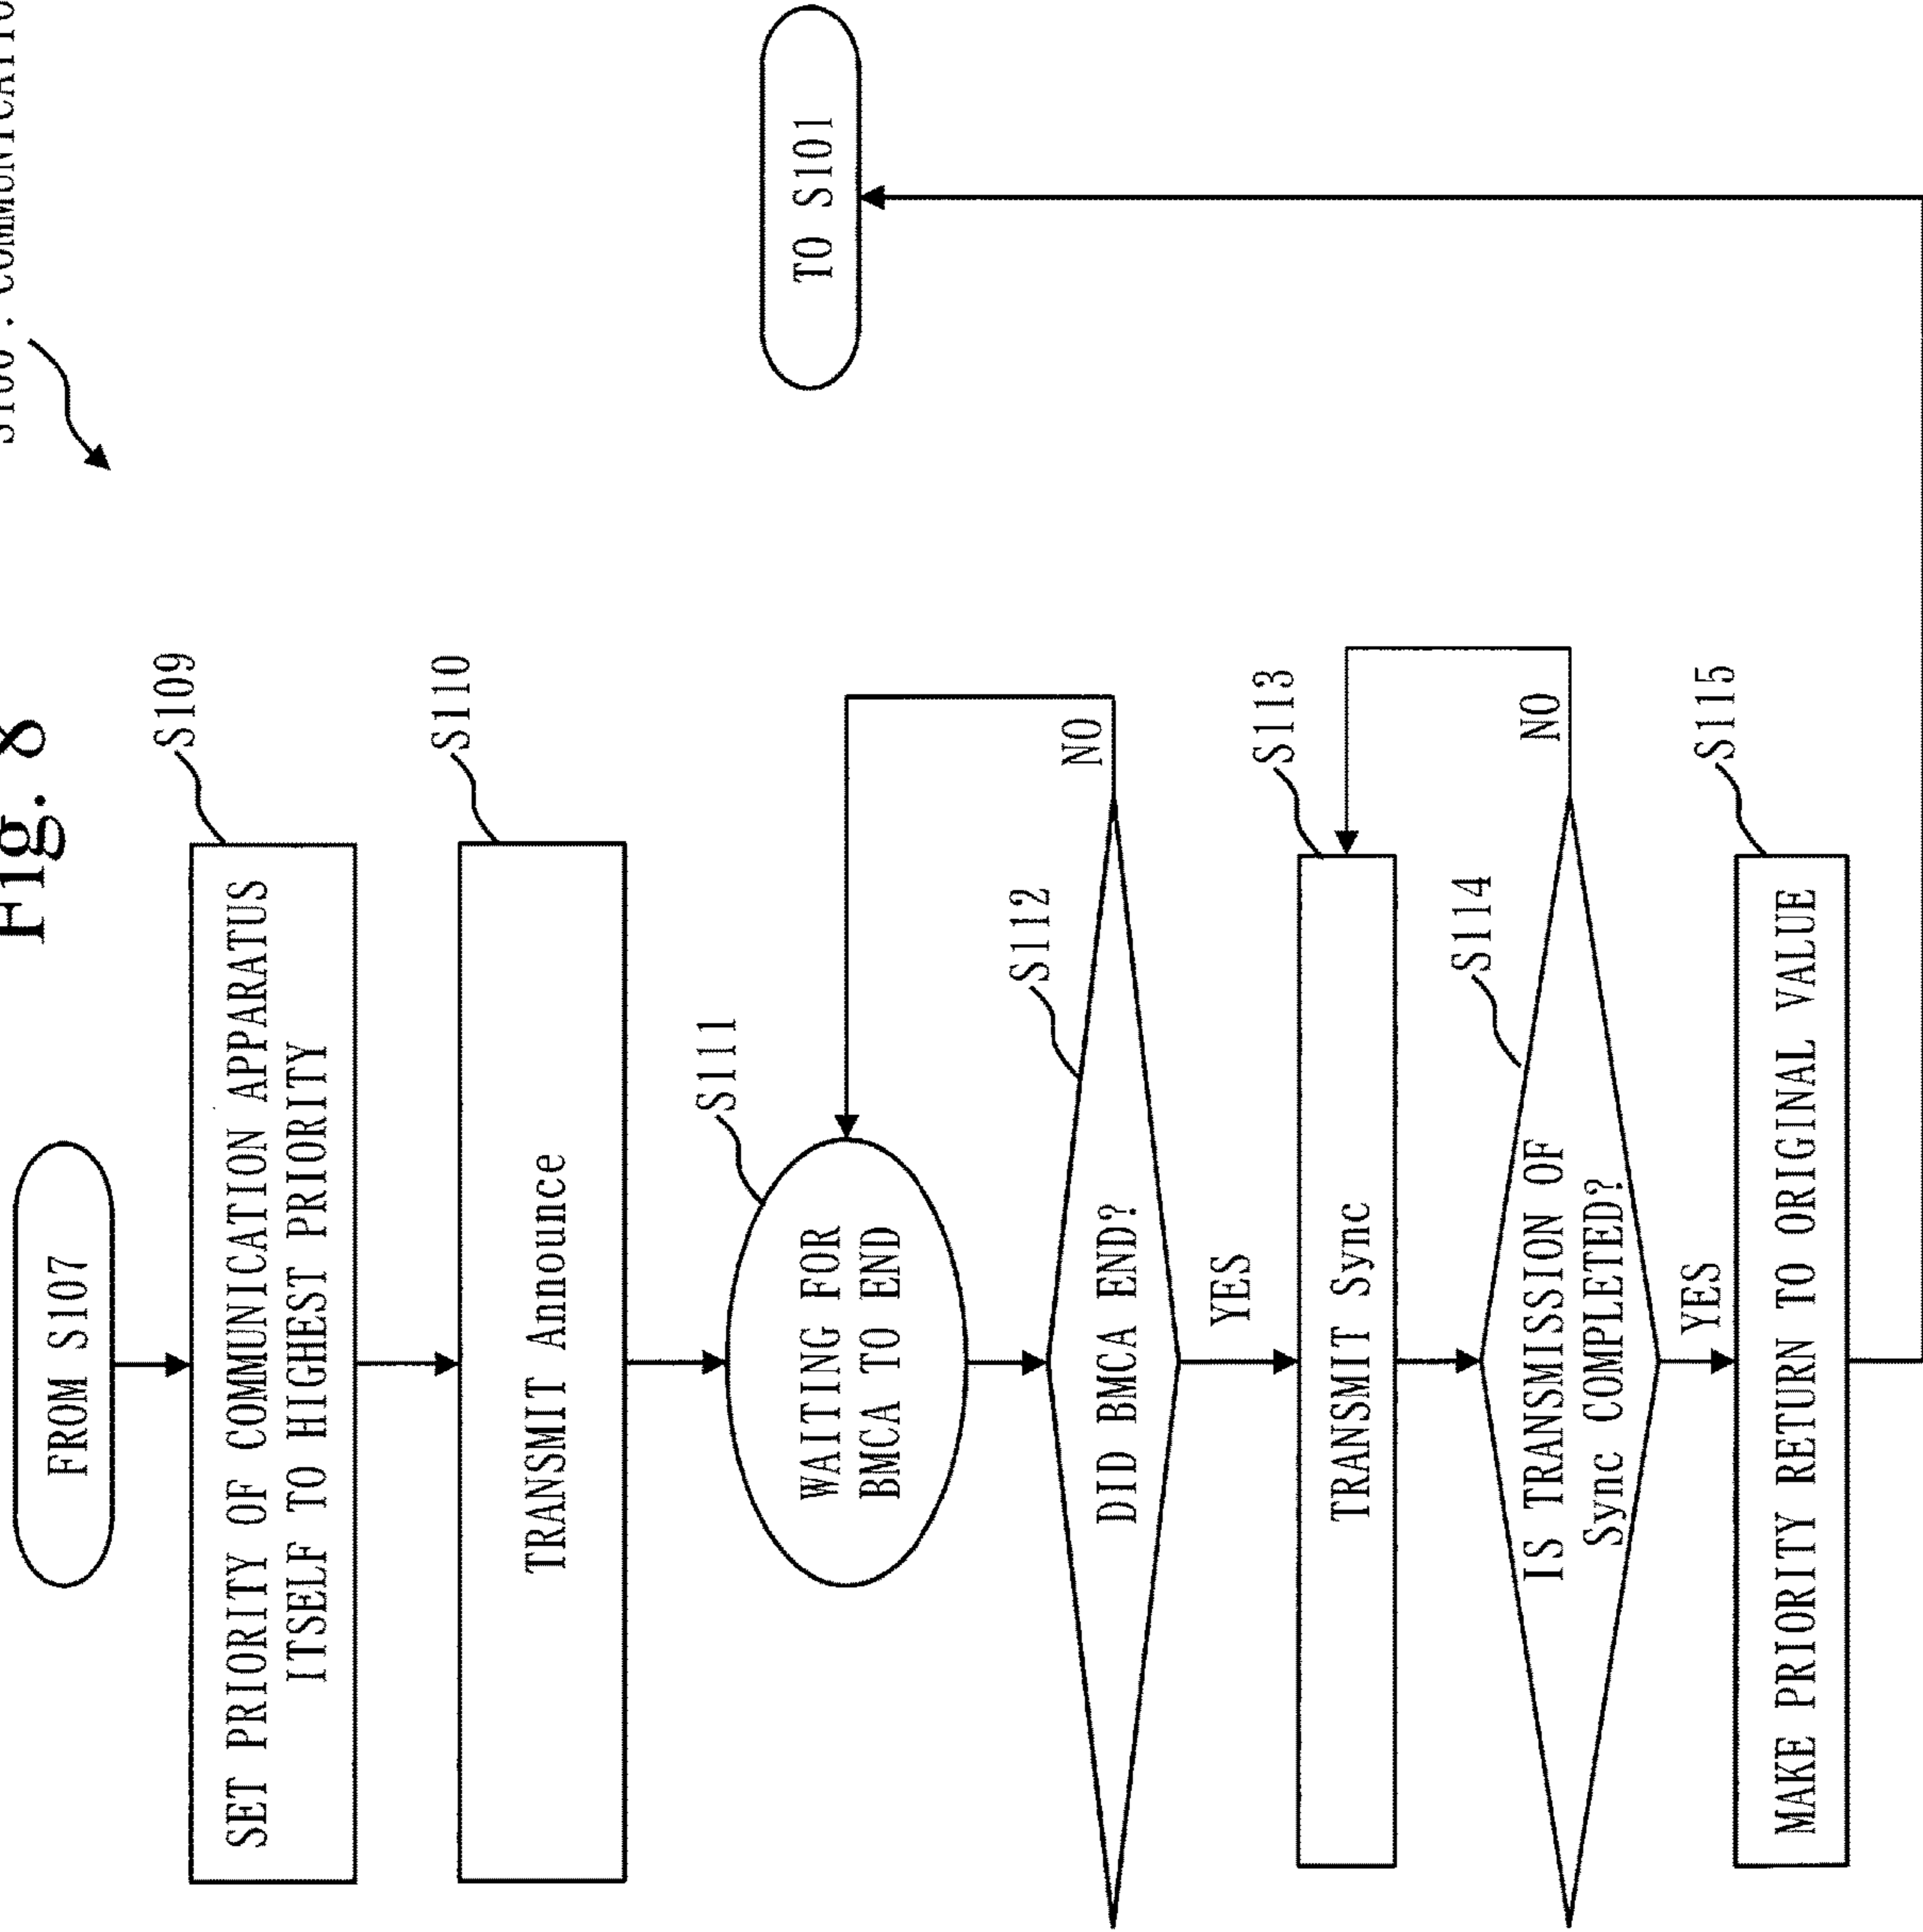 Fig. 8
FROM S107
S109
SET PRIORITY OF COMMUNICATION APPARATUS
ITSELF TO HIGHEST PRIORITY
S110
TRANSMIT Announce
S111
WAITING FOR
BMCA TO END
S112
DID BMCA END?
NO
YES
S113
TRANSMIT Sync
S114
IS TRANSMISSION OF
Sync COMPLETED?
NO
YES
S115
MAKE PRIORITY RETURN TO ORIGINAL VALUE
TO S101